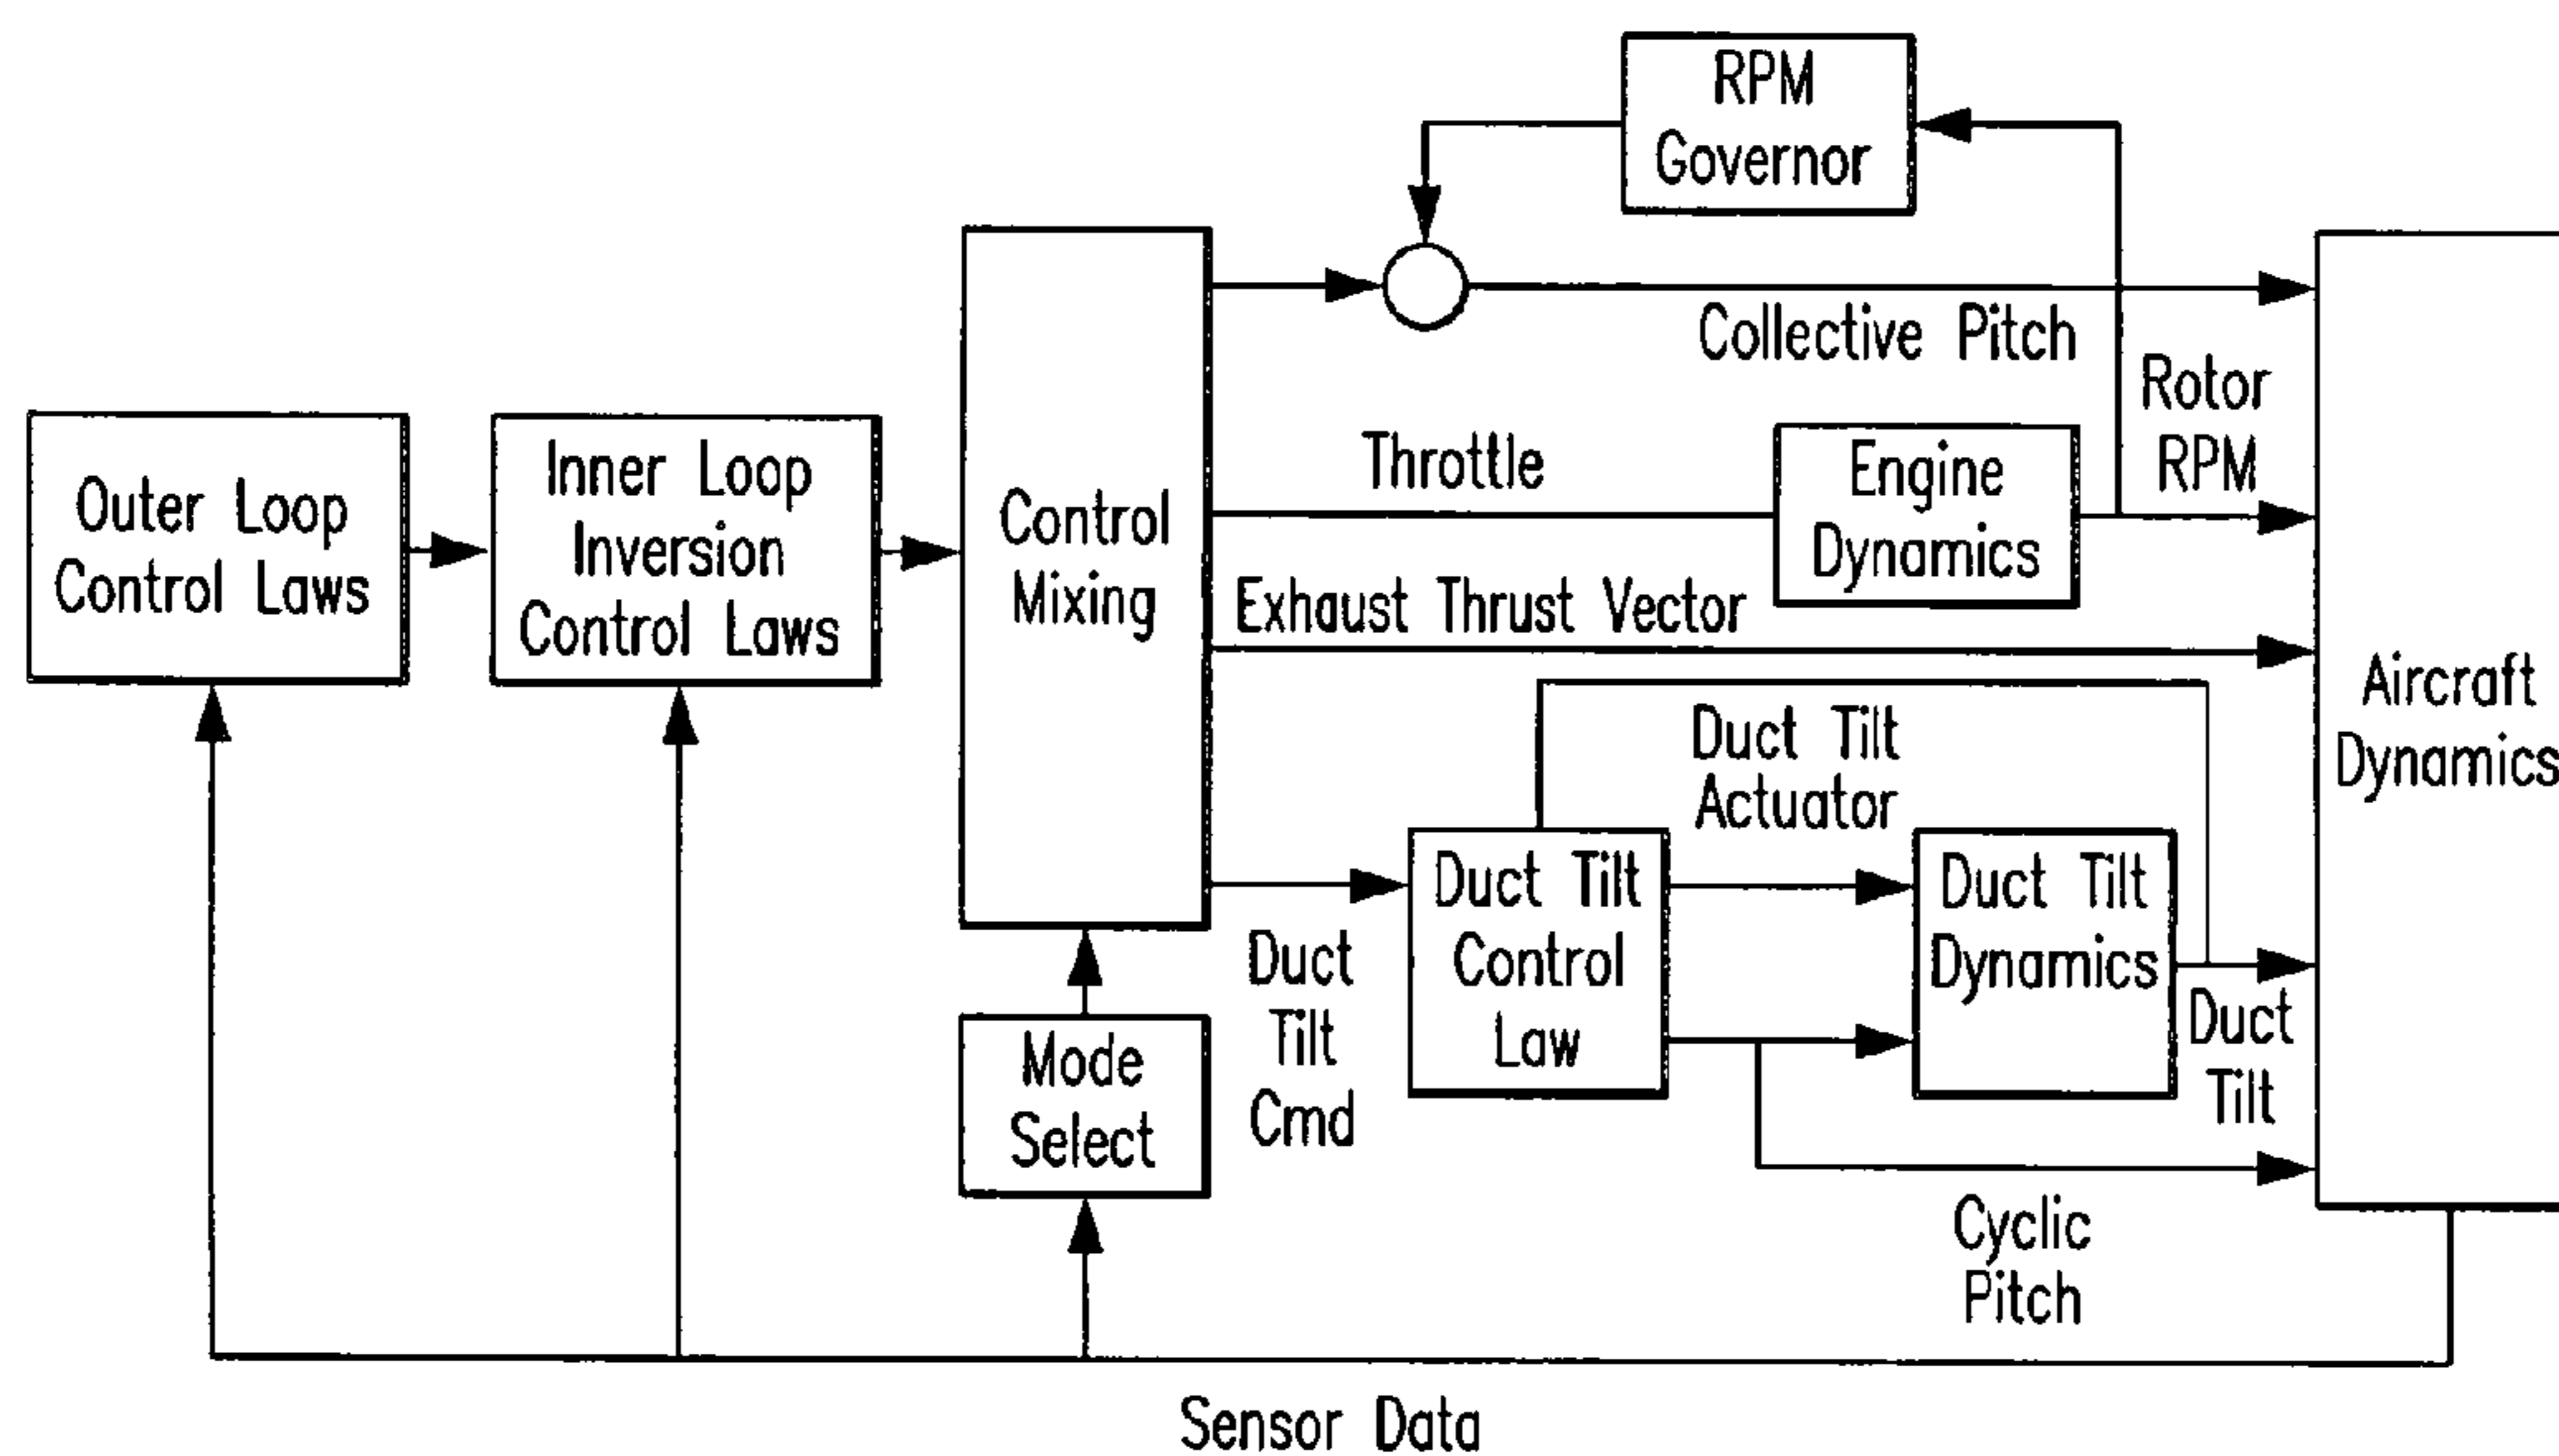 RPM
Governor
Collective Pitch
Rotor
RPM
Outer Loop
Control Laws
Inner Loop
Inversion
Control Laws
Control
Mixing
Throttle
Engine
Dynamics
Exhaust Thrust Vector
Aircraft
Dynamics
Duct Tilt
Actuator
Duct Tilt
Control
Law
Duct Tilt
Dynamics
Duct
Tilt
Cmd
Duct
Tilt
Mode
Select
Cyclic
Pitch
Sensor Data